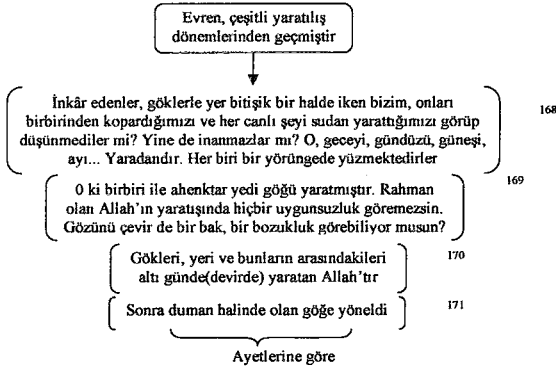 Evren, çeşitli yaratılış
dönemlerinden geçmiştir
İnkâr edenler, göklerle yer bitişik bir halde iken bizim, onları
birbirinden kopardığımızı ve her canlı şeyi sudan yarattığımızı görüp
düşünmediler mi? Yine de inanmazlar mı? O, geceyi, gündüzü, güneşi,
ayı... Yaradandır. Her biri bir yörüngede yüzmektedirler
168
0 ki birbiri ile ahenktar yedi göğü yaratmıştır. Rahman
olan Allah'ın yaratışında hiçbir uygunsuzluk göremezsin.
Gözünü çevir de bir bak, bir bozukluk görebiliyor musun?
169
Gökleri, yeri ve bunların arasındakileri
altı günde(devirde) yaratan Allah'tır
170
Sonra duman halinde olan göğe yöneldi
171
Ayetlerine göre